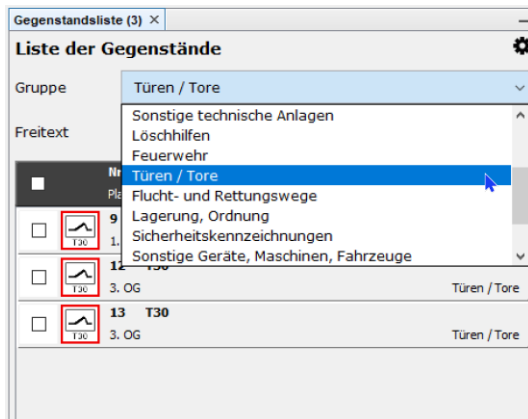 Gegenstandsliste (3) ×
Liste der Gegenstände
Gruppe
Türen / Tore
Sonstige technische Anlagen
Löschhilfen
Feuerwehr
Türen / Tore
Flucht- und Rettungswege
Lagerung, Ordnung
Sicherheitskennzeichnungen
Sonstige Geräte, Maschinen, Fahrzeuge
Freitext
Nr
Pla
T30
9
1.
T30
12 T30
3. OG Türen / Tore
T30
13 T30
3. OG Türen / Tore